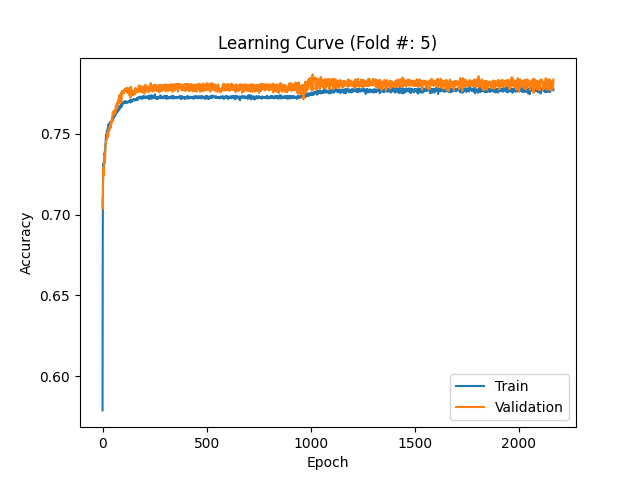 Learning Curve (Fold #: 5)
Accuracy
0.75
0.70
0.65
0.60
0
500
1000
1500
2000
Epoch
Train
Validation